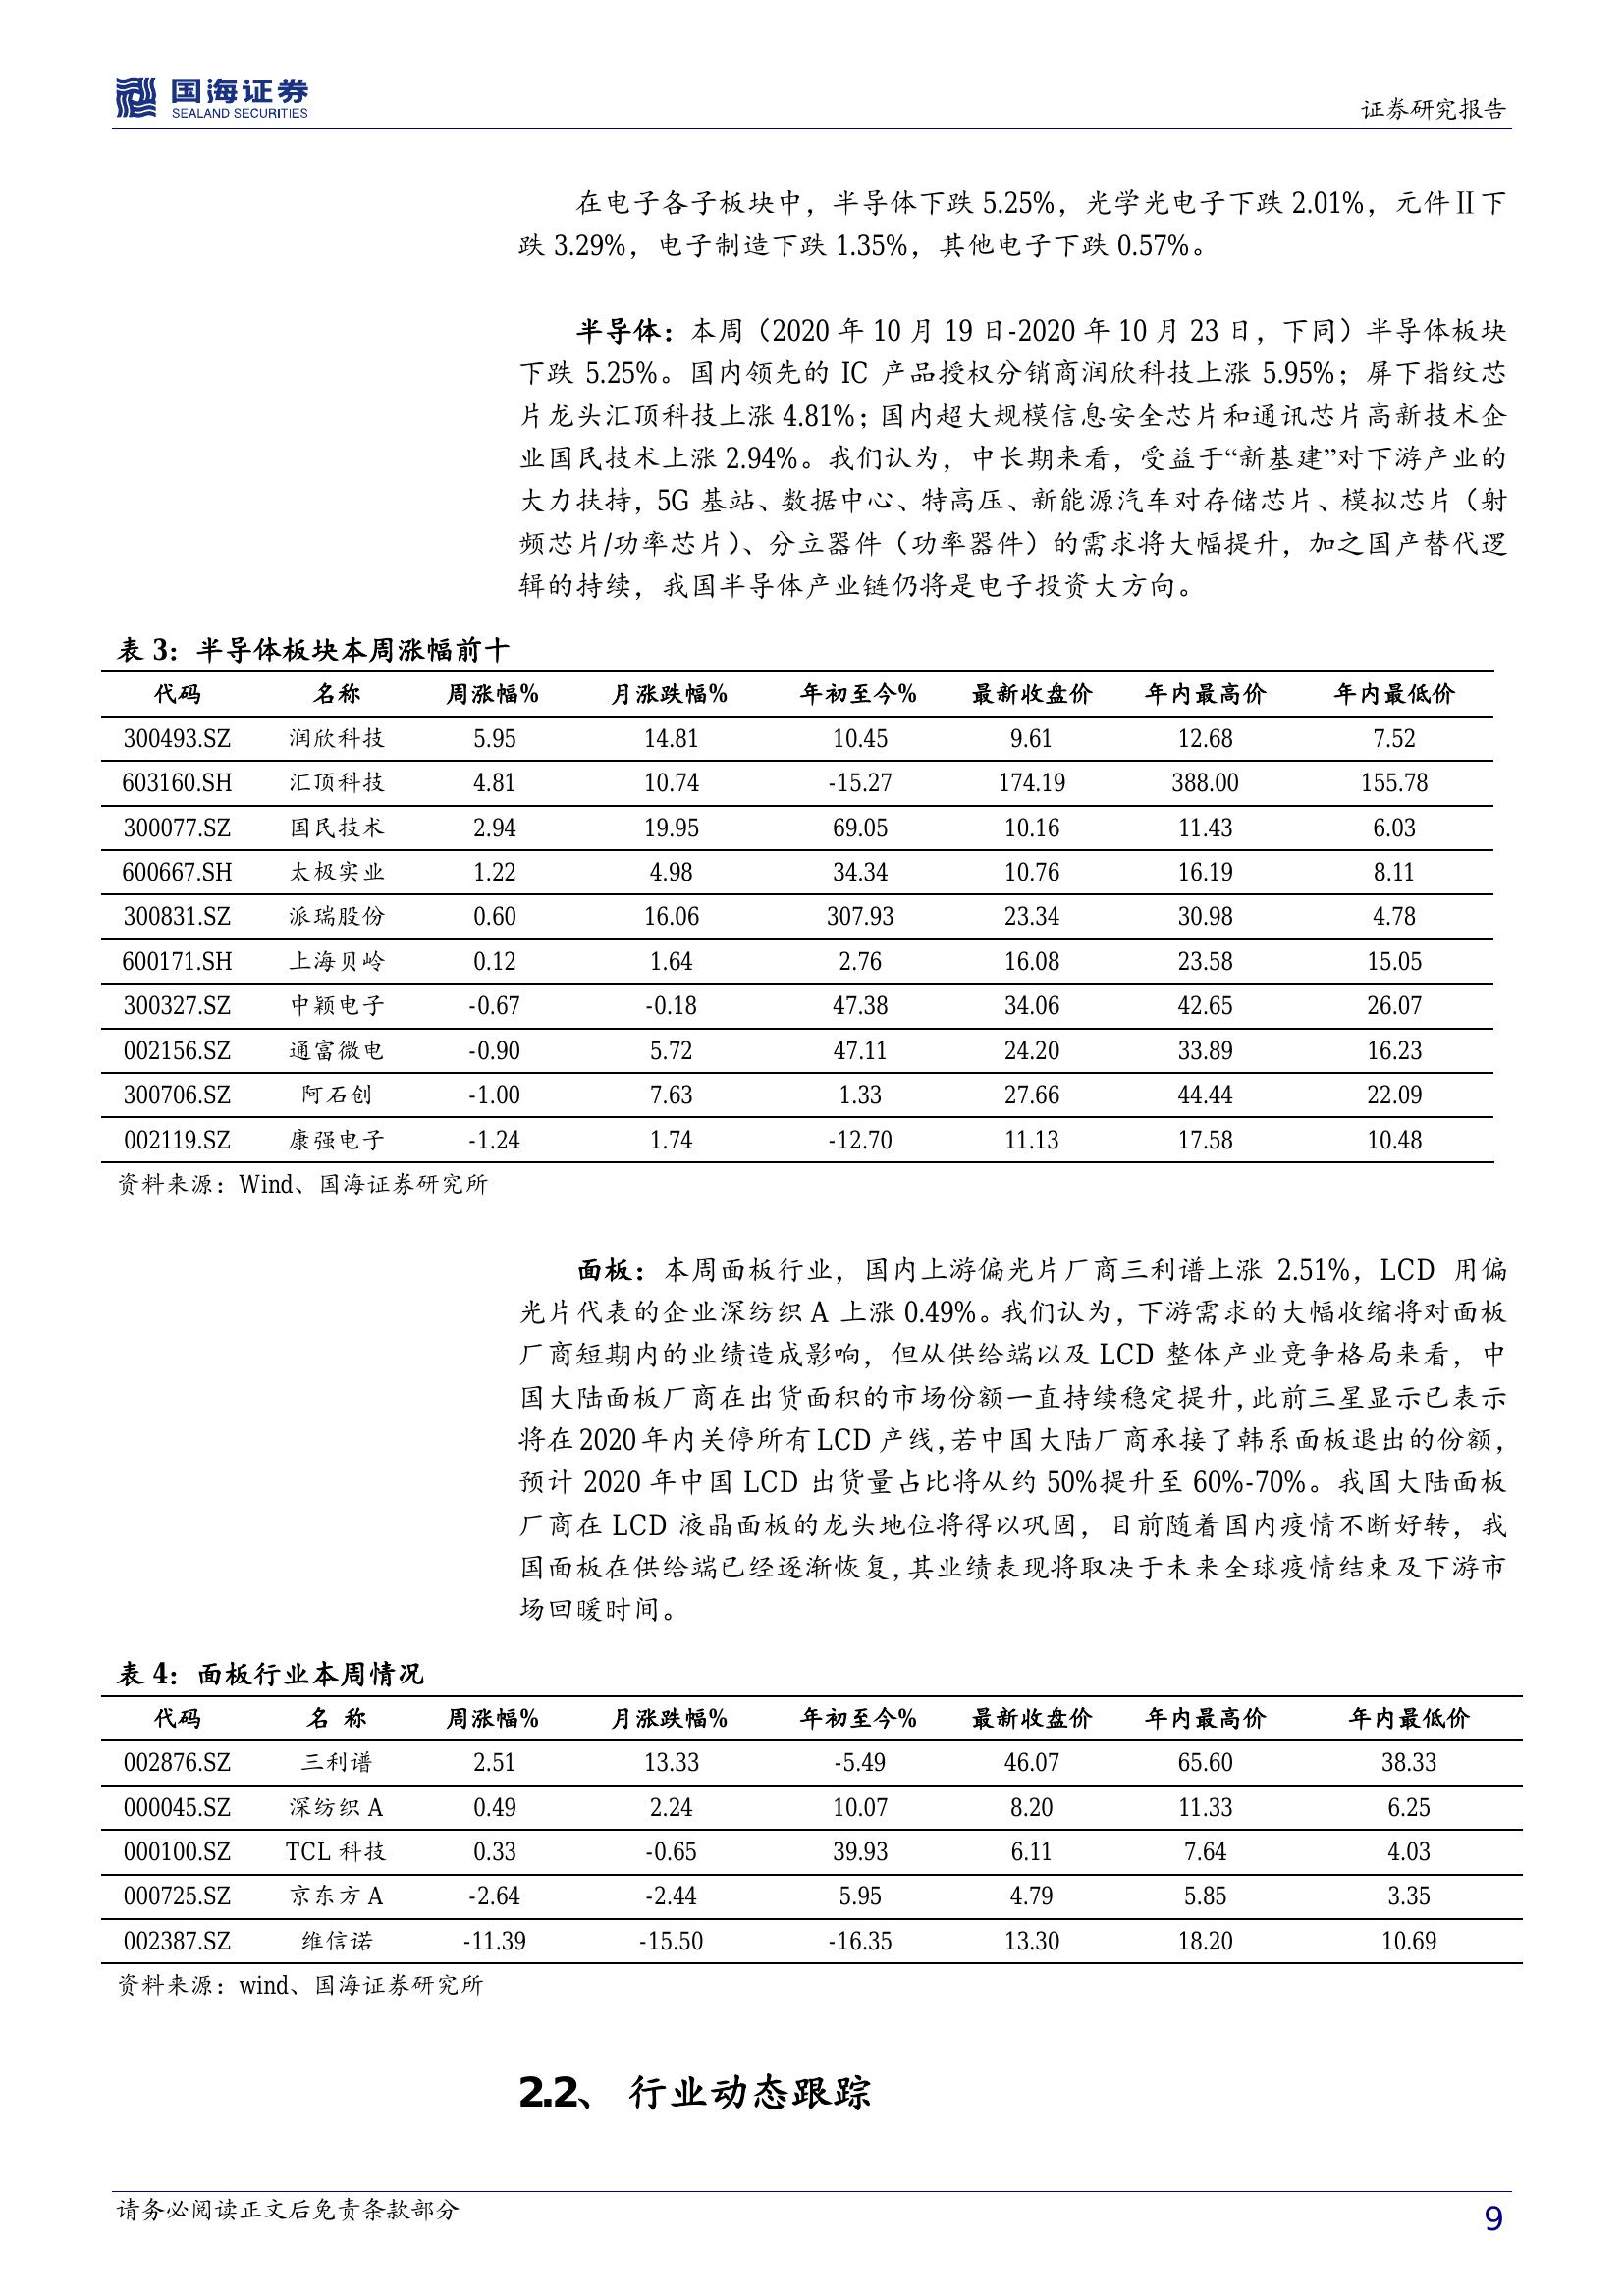 国海证券
SEALAND SECURITIES
证券研究报告
在电子各子板块中，半导体下跌 5.25%，光学光电子下跌 2.01%，元件Ⅱ下
跌 3.29%，电子制造下跌 1.35%，其他电子下跌 0.57%。
半导体：本周（2020 年 10 月 19 日-2020 年 10 月 23 日，下同）半导体板块
下跌 5.25%。国内领先的 IC 产品授权分销商润欣科技上涨 5.95%；屏下指纹芯
片龙头汇顶科技上涨 4.81%；国内超大规模信息安全芯片和通讯芯片高新技术企
业国民技术上涨 2.94%。我们认为，中长期来看，受益于“新基建”对下游产业的
大力扶持，5G 基站、数据中心、特高压、新能源汽车对存储芯片、模拟芯片（射
频芯片/功率芯片）、分立器件（功率器件）的需求将大幅提升，加之国产替代逻
辑的持续，我国半导体产业链仍将是电子投资大方向。
表 3：半导体板块本周涨幅前十
代码 名称 周涨幅% 月涨跌幅% 年初至今% 最新收盘价 年内最高价 年内最低价
300493.SZ 润欣科技 5.95 14.81 10.45 9.61 12.68 7.52
603160.SH 汇顶科技 4.81 10.74 -15.27 174.19 388.00 155.78
300077.SZ 国民技术 2.94 19.95 69.05 10.16 11.43 6.03
600667.SH 太极实业 1.22 4.98 34.34 10.76 16.19 8.11
300831.SZ 派瑞股份 0.60 16.06 307.93 23.34 30.98 4.78
600171.SH 上海贝岭 0.12 1.64 2.76 16.08 23.58 15.05
300327.SZ 中颖电子 -0.67 -0.18 47.38 34.06 42.65 26.07
002156.SZ 通富微电 -0.90 5.72 47.11 24.20 33.89 16.23
300706.SZ 阿石创 -1.00 7.63 1.33 27.66 44.44 22.09
002119.SZ 康强电子 -1.24 1.74 -12.70 11.13 17.58 10.48
资料来源：Wind、国海证券研究所
面板：本周面板行业，国内上游偏光片厂商三利谱上涨 2.51%，LCD 用偏
光片代表的企业深纺织 A 上涨 0.49%。我们认为，下游需求的大幅收缩将对面板
厂商短期内的业绩造成影响，但从供给端以及 LCD 整体产业竞争格局来看，中
国大陆面板厂商在出货面积的市场份额一直持续稳定提升，此前三星显示已表示
将在 2020 年内关停所有 LCD 产线，若中国大陆厂商承接了韩系面板退出的份额，
预计 2020 年中国 LCD 出货量占比将从约 50%提升至 60%-70%。我国大陆面板
厂商在 LCD 液晶面板的龙头地位将得以巩固，目前随着国内疫情不断好转，我
国面板在供给端已经逐渐恢复，其业绩表现将取决于未来全球疫情结束及下游市
场回暖时间。
表 4：面板行业本周情况
代码 名 称 周涨幅% 月涨跌幅% 年初至今% 最新收盘价 年内最高价 年内最低价
002876.SZ 三利谱 2.51 13.33 -5.49 46.07 65.60 38.33
000045.SZ 深纺织 A 0.49 2.24 10.07 8.20 11.33 6.25
000100.SZ TCL 科技 0.33 -0.65 39.93 6.11 7.64 4.03
000725.SZ 京东方 A -2.64 -2.44 5.95 4.79 5.85 3.35
002387.SZ 维信诺 -11.39 -15.50 -16.35 13.30 18.20 10.69
资料来源：wind、国海证券研究所
2.2、 行业动态跟踪
请务必阅读正文后免责条款部分
9